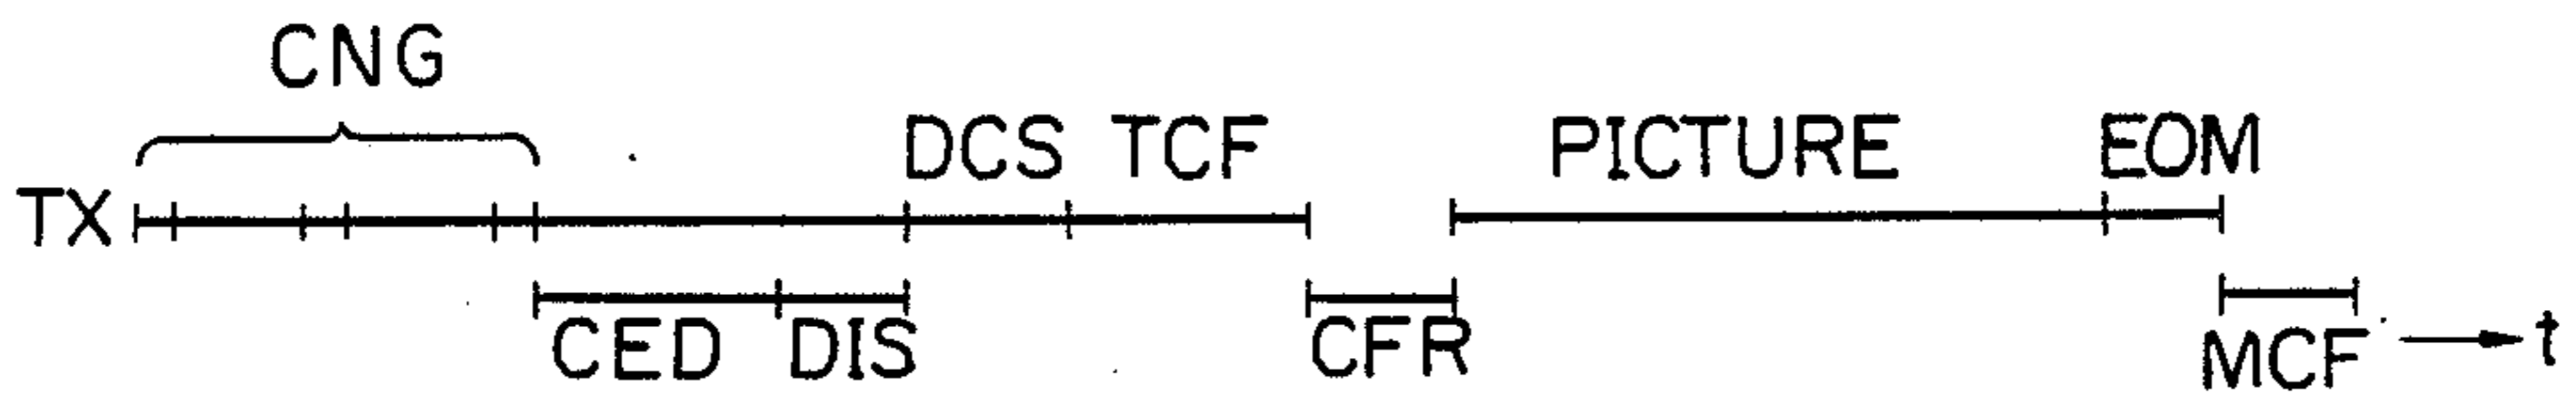 CNG
DCS TCF PICTURE EOM
TX
CED DIS CFR MCF t